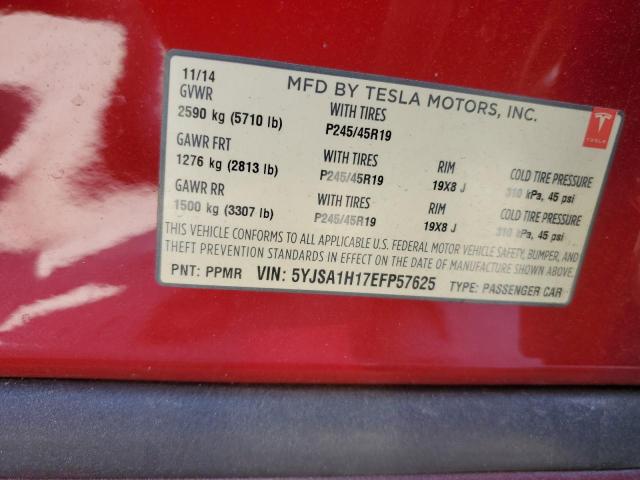 11/14 MFD BY TESLA MOTORS, INC.
GVWR
2590 kg (5710 lb) WITH TIRES P245/45R19
TESLA
GAWR FRT
1276 kg (2813 lb) WITH TIRES P245/45R19 RIM 19X8 J COLD TIRE PRESSURE 310 kPa, 45 psi
GAWR RR
1500 kg (3307 lb) WITH TIRES P245/45R19 RIM 19X8 J COLD TIRE PRESSURE 310 kPa, 45 psi
THIS VEHICLE CONFORMS TO ALL APPLICABLE U.S. FEDERAL MOTOR VEHICLE SAFETY, BUMPER, AND
THEFT PREVENTION STANDARDS IN EFFECT ON THE DATE OF MANUFACTURE SHOWN ABOVE.
PNT: PPMR VIN: 5YJSA1H17EFP57625 TYPE: PASSENGER CAR